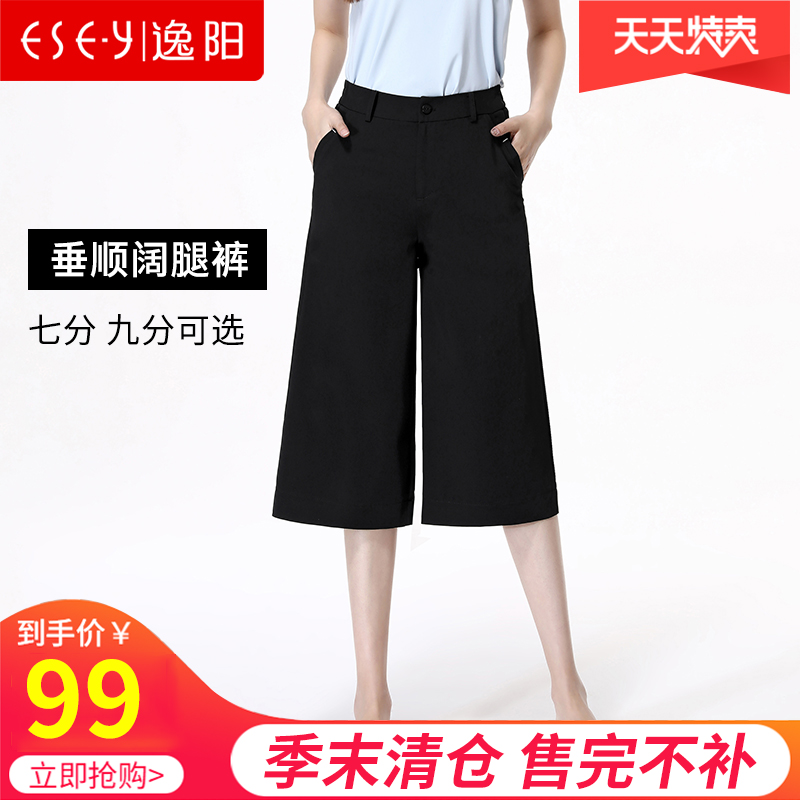 ESE·Y|逸阳
天天特卖
垂顺阔腿裤
七分 九分可选
到手价¥
99
立即抢购>
季末清仓 售完不补